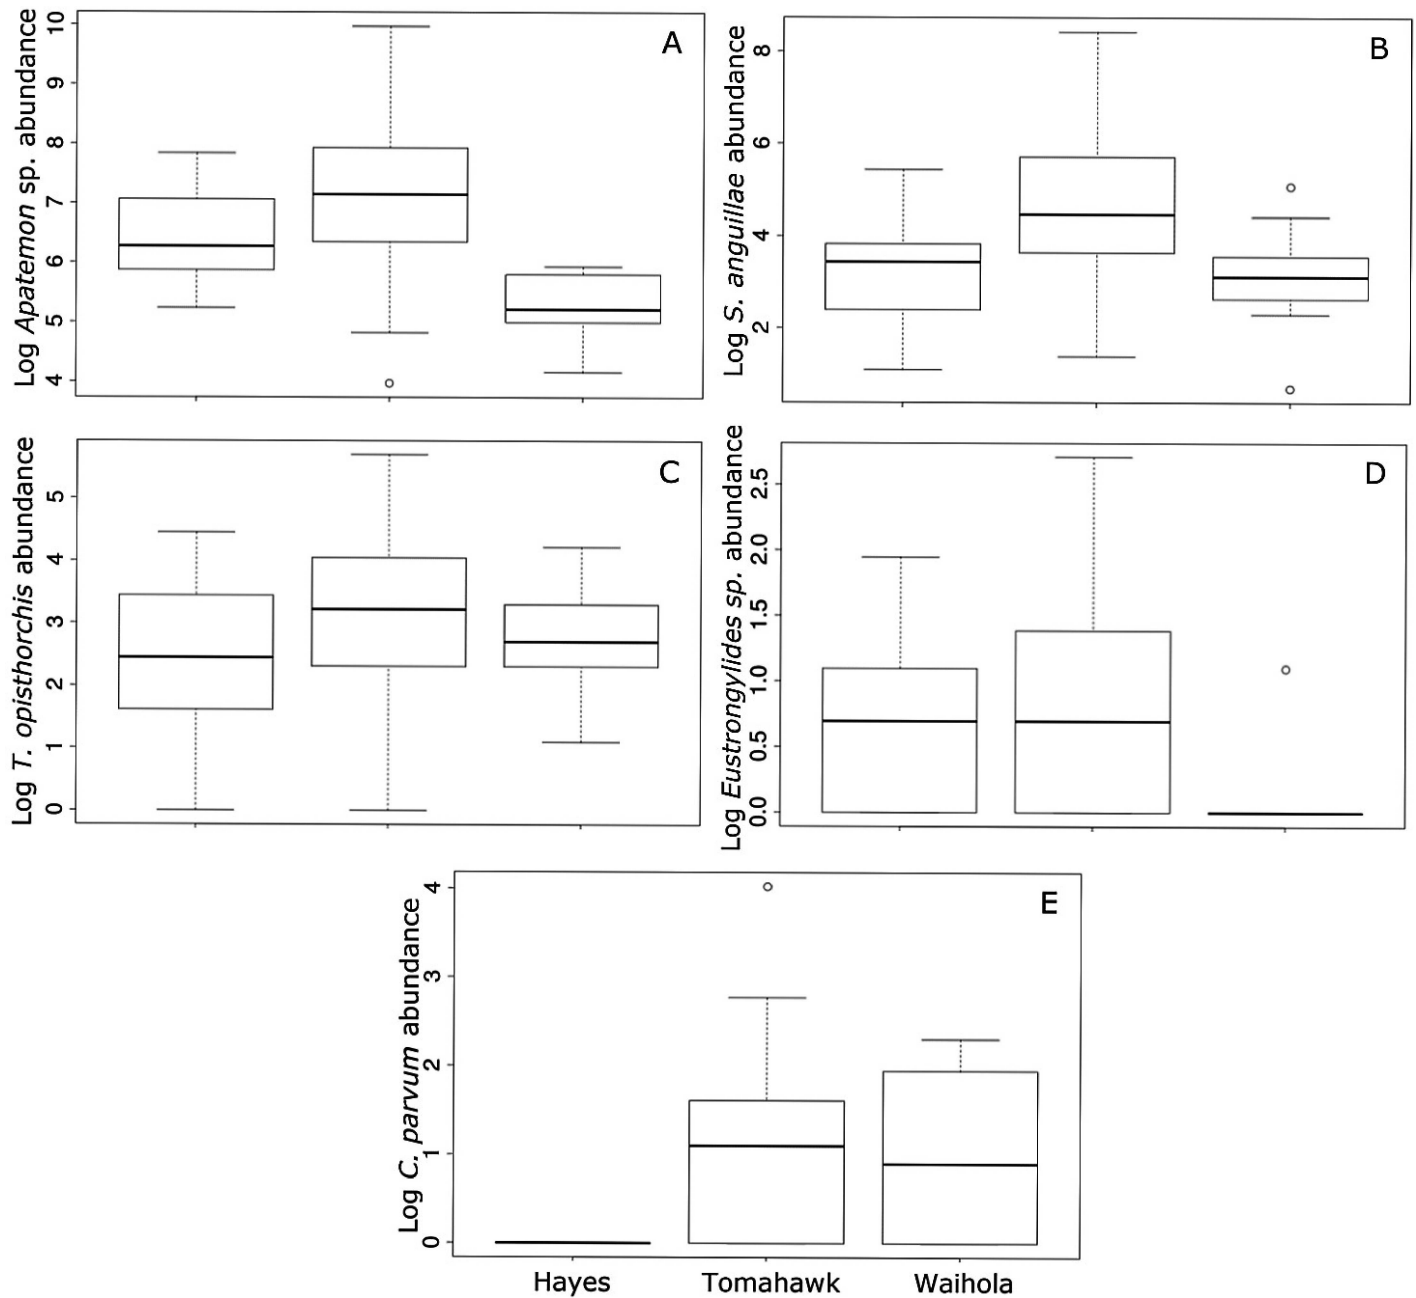 Log Apatemon sp. abundance
10
9
8
7
6
5
4
A
Log S. anguillae abundance
8
6
4
2
B
Log T. opisthorchis abundance
5
4
3
2
1
0
C
Log Eustrongylides sp. abundance
2.5
2.0
1.5
1.0
0.5
0.0
D
Log C. parvum abundance
4
3
2
1
0
E
Hayes Tomahawk Waihola